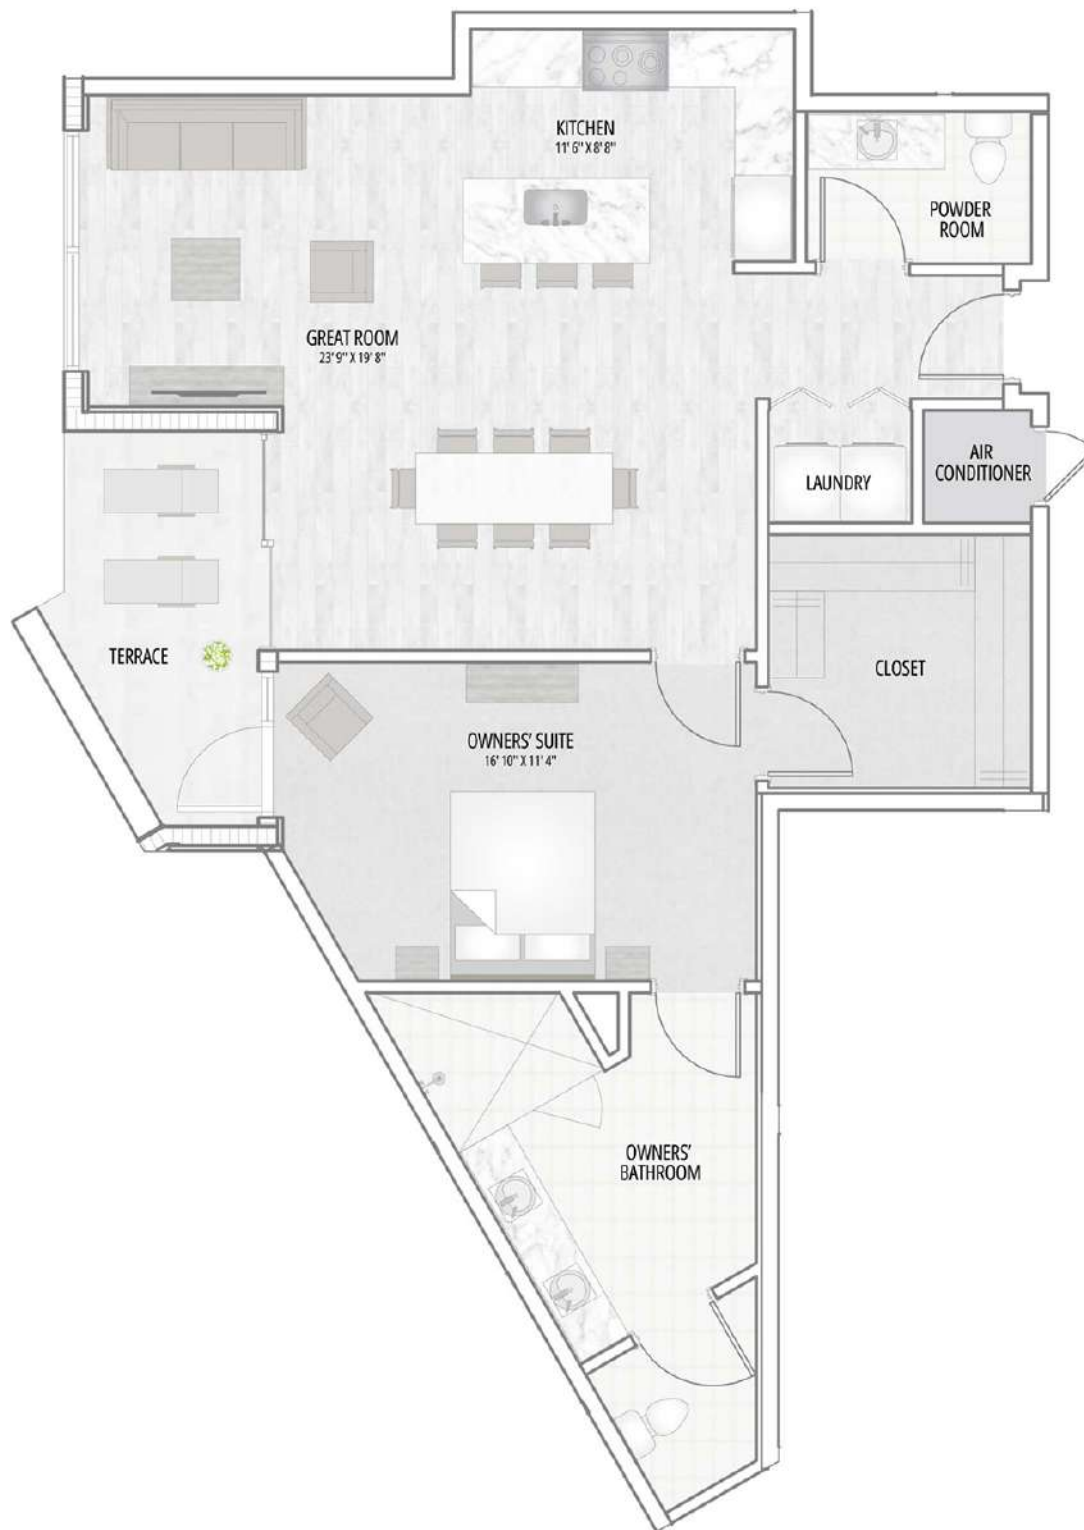 KITCHEN
11' 6" X 8' 8"
POWDER
ROOM
GREAT ROOM
23' 9" X 19' 8"
AIR
CONDITIONER
LAUNDRY
TERRACE
CLOSET
OWNERS' SUITE
16' 10" X 11' 4"
OWNERS'
BATHROOM